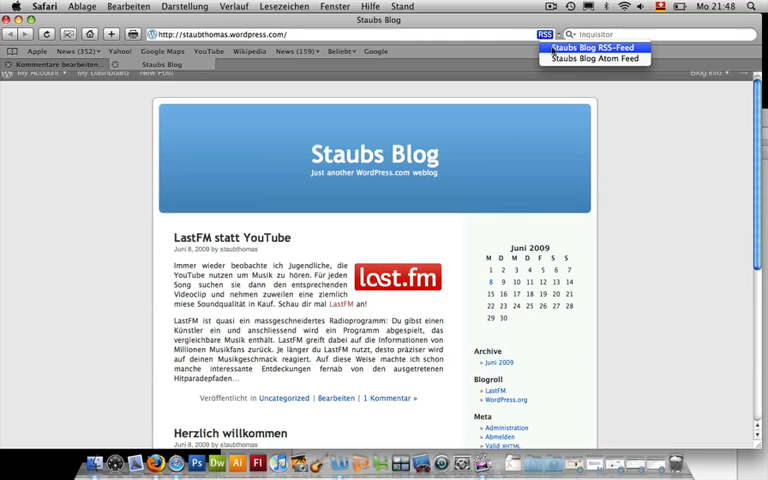 Safari Ablage Bearbeiten Darstellung Verlauf Lesezeichen Fenster Hilfe Mo 21:48
Staubs Blog
http://staubthomas.wordpress.com/ RSS Inquisitor
Apple News (352) Yahoo! Google Maps YouTube Wikipedia News (159) Beliebt Google
Staubs Blog RSS-Feed
Staubs Blog Atom Feed
Kommentare bearbeiten... Staubs Blog
My Account My Dashboard New Post Blog Info
Staubs Blog
Just another WordPress.com weblog
LastFM statt YouTube
Juni 8, 2009 by staubthomas
Immer wieder beobachte ich Jugendliche, die
YouTube nutzen um Musik zu hören. Für jeden
Song suchen sie dann den entsprechenden
Videoclip und nehmen zuweilen eine ziemlich
miese Soundqualität in Kauf. Schau dir mal LastFM an!
last.fm
LastFM ist quasi ein massgeschneidertes Radioprogramm: Du gibst einen
Künstler ein und anschliessend wird ein Programm abgespielt, das
vergleichbare Musik enthält. LastFM greift dabei auf die Informationen von
Millionen Musikfans zurück. Je länger du LastFM nutzt, desto präziser wird
auf deinen Musikgeschmack reagiert. Auf diese Weise machte ich schon
manche interessante Entdeckungen fernab von den ausgetretenen
Hitparadepfaden...
Veröffentlicht in Uncategorized | Bearbeiten | 1 Kommentar »
Herzlich willkommen
Juni 8, 2009 by staubthomas
Juni 2009
M D M D F S S
1 2 3 4 5 6 7
8 9 10 11 12 13 14
15 16 17 18 19 20 21
22 23 24 25 26 27 28
29 30
Archive
» Juni 2009
Blogroll
» LastFM
» WordPress.org
Meta
» Administration
» Abmelden
» Valid XHTML
Ps Dw Ai Fl